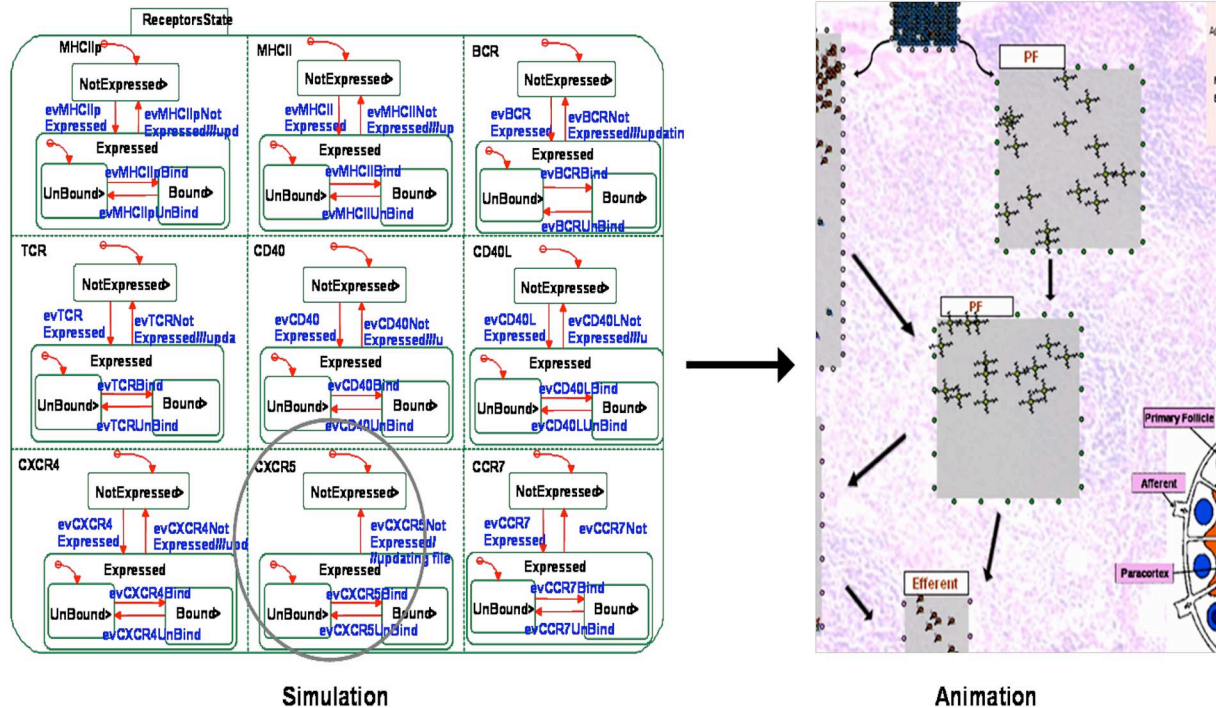 ReceptorsState
MHCIIp
NotExpressed>
evMHCIIp
Expressed
evMHCIIpNot
Expressed///upd
Expressed
evMHCIIpBind
UnBound>
Bound>
evMHCIIpUnBind
MHCII
NotExpressed>
evMHCII
Expressed
evMHCIINot
Expressed///up
Expressed
evMHCIIBind
UnBound>
Bound>
evMHCIIUnBind
BCR
NotExpressed>
evBCR
Expressed
evBCRNot
Expressed///updatin
Expressed
evBCRBind
UnBound>
Bound>
evBCRUnBind
TCR
NotExpressed>
evTCR
Expressed
evTCRNot
Expressed///upda
Expressed
evTCRBind
UnBound>
Bound>
evTCRUnBind
CD40
NotExpressed>
evCD40
Expressed
evCD40Not
Expressed///u
Expressed
evCD40Bind
UnBound>
Bound>
evCD40UnBind
CD40L
NotExpressed>
evCD40L
Expressed
evCD40LNot
Expressed///u
Expressed
evCD40LBind
UnBound>
Bound>
evCD40LUnBind
CXCR4
NotExpressed>
evCXCR4
Expressed
evCXCR4Not
Expressed///upd
Expressed
evCXCR4Bind
UnBound>
Bound>
evCXCR4UnBind
CXCR5
NotExpressed>
evCXCR5Not
Expressed/
//updating file
Expressed
evCXCR5Bind
UnBound>
Bound>
evCXCR5UnBind
CCR7
NotExpressed>
evCCR7
Expressed
evCCR7Not
Expressed
evCCR7Bind
UnBound>
Bound>
evCCR7UnBind
Simulation
PF
PF
Efferent
Primary Follicle
Afferent
Paracortex
Animation